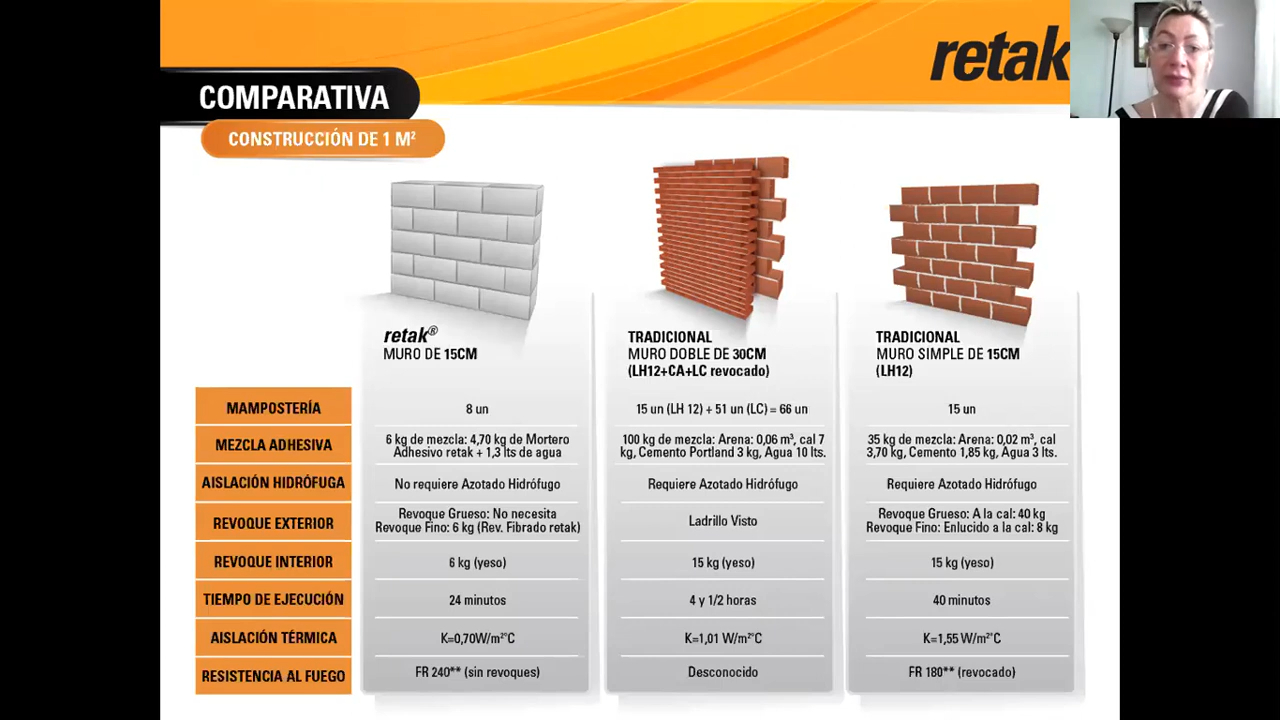 retak
COMPARATIVA
CONSTRUCCIÓN DE 1 M²
retak®
MURO DE 15CM
TRADICIONAL
MURO DOBLE DE 30CM
(LH12+CA+LC revocado)
TRADICIONAL
MURO SIMPLE DE 15CM
(LH12)
MAMPOSTERÍA
8 un
15 un (LH 12) + 51 un (LC) = 66 un
15 un
MEZCLA ADHESIVA
6 kg de mezcla: 4,70 kg de Mortero
Adhesivo retak + 1,3 lts de agua
100 kg de mezcla: Arena: 0,06 m³, cal 7
kg, Cemento Portland 3 kg, Agua 10 lts.
35 kg de mezcla: Arena: 0,02 m³, cal
3,70 kg, Cemento 1,85 kg, Agua 3 lts.
AISLACIÓN HIDRÓFUGA
No requiere Azotado Hidrófugo
Requiere Azotado Hidrófugo
Requiere Azotado Hidrófugo
REVOQUE EXTERIOR
Revoque Grueso: No necesita
Revoque Fino: 6 kg (Rev. Fibrado retak)
Ladrillo Visto
Revoque Grueso: A la cal: 40 kg
Revoque Fino: Enlucido a la cal: 8 kg
REVOQUE INTERIOR
6 kg (yeso)
15 kg (yeso)
15 kg (yeso)
TIEMPO DE EJECUCIÓN
24 minutos
4 y 1/2 horas
40 minutos
AISLACIÓN TÉRMICA
K=0,70W/m²°C
K=1,01 W/m²°C
K=1,55 W/m²°C
RESISTENCIA AL FUEGO
FR 240** (sin revoques)
Desconocido
FR 180** (revocado)